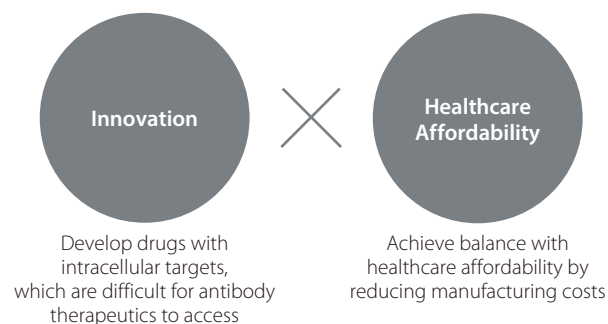 Innovation
Healthcare
Affordability
Develop drugs with
intracellular targets,
which are difficult for antibody
therapeutics to access
Achieve balance with
healthcare affordability by
reducing manufacturing costs